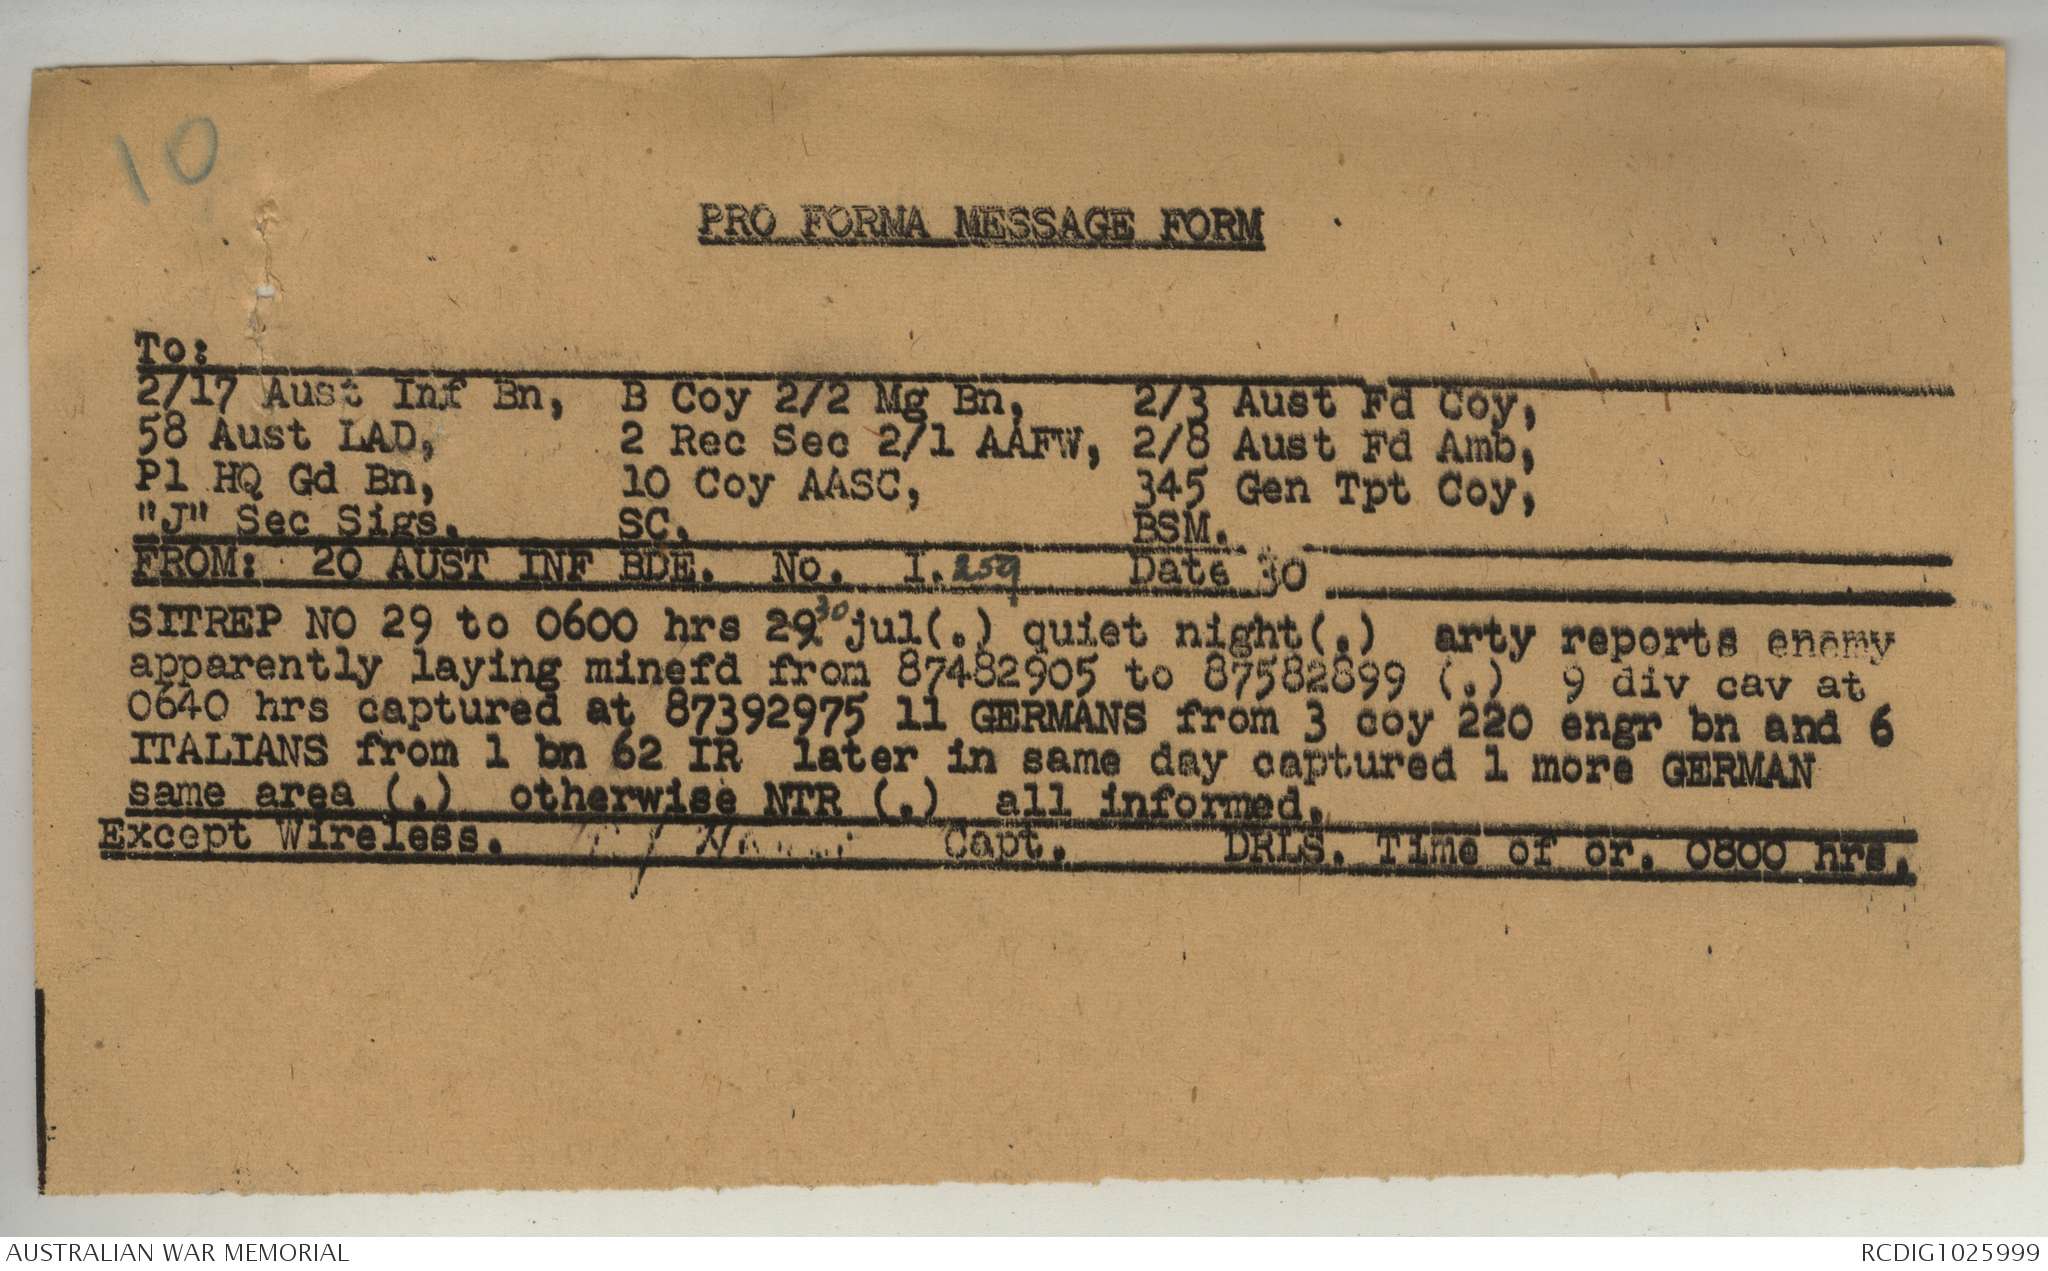 10
PRO FORMA MESSAGE FORM
To:
2/17 Aust Inf Bn, B Coy 2/2 Mg Bn, 2/3 Aust Fd Coy,
58 Aust LAD, 2 Rec Sec 2/1 AAFW, 2/8 Aust Fd Amb,
Pl HQ Gd Bn, 10 Coy AASC, 345 Gen Tpt Coy,
"J" Sec Sigs. SC. BSM.
FROM: 20 AUST INF BDE. No. I.259 Date 30
SITREP NO 29 to 0600 hrs 29 30 jul(.) quiet night(.) arty reports enemy
apparently laying minefd from 87482905 to 87582899 (.) 9 div cav at
0640 hrs captured at 87392975 11 GERMANS from 3 coy 220 engr bn and 6
ITALIANS from 1 bn 62 IR later in same day captured 1 more GERMAN
same area (.) otherwise NTR (.) all informed.
Except Wireless. Capt. DRLS. Time of or. 0800 hrs.
AUSTRALIAN WAR MEMORIAL
RCDIG1025999